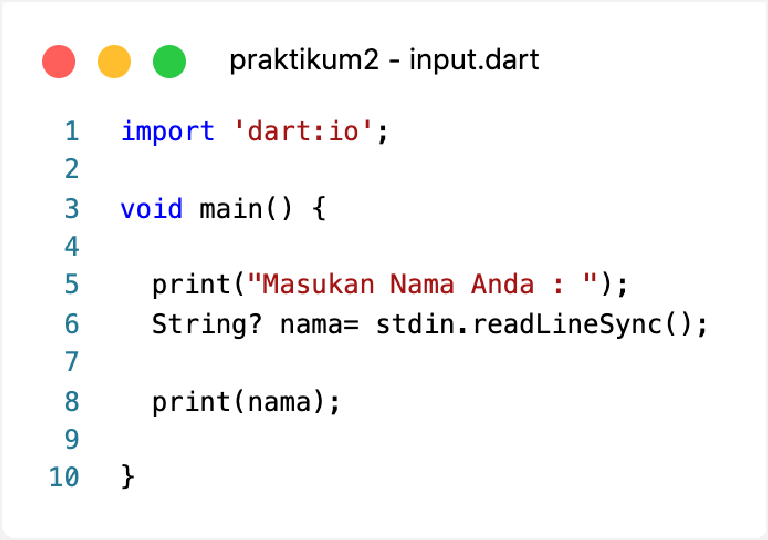 praktikum2 - input.dart
1 import 'dart:io';
2
3 void main() {
4
5 print("Masukan Nama Anda : ");
6 String? nama= stdin.readLineSync();
7
8 print(nama);
9
10 }